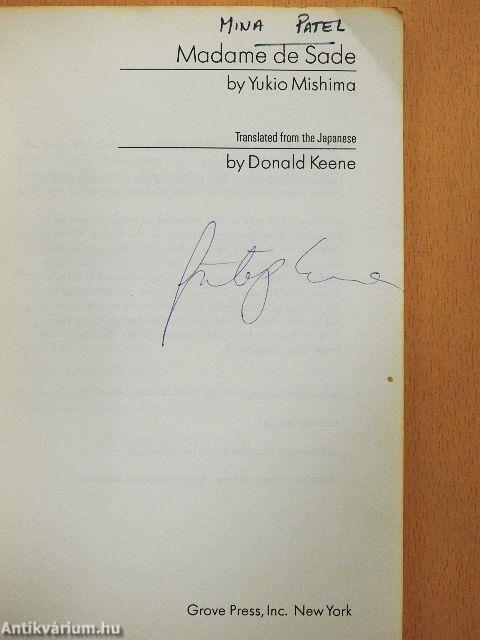 MINA PATEL
Madame de Sade
by Yukio Mishima
Translated from the Japanese
by Donald Keene
Grove Press, Inc. New York
Antikvárium.hu